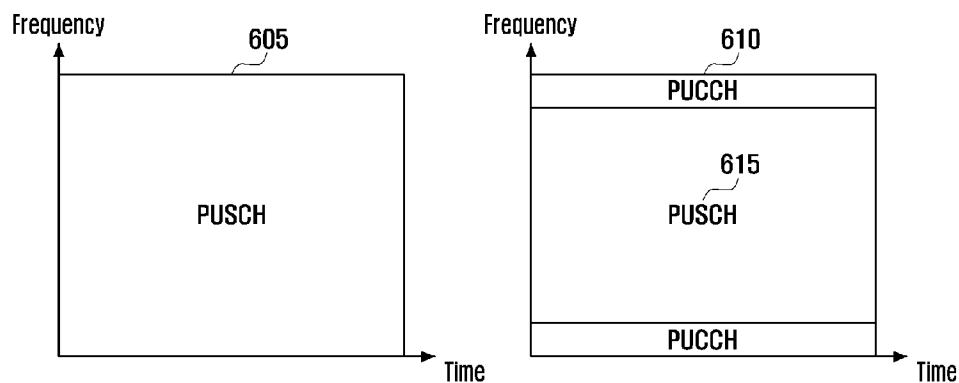 Frequency
605
PUSCH
Time
Frequency
610
PUCCH
615
PUSCH
PUCCH
Time